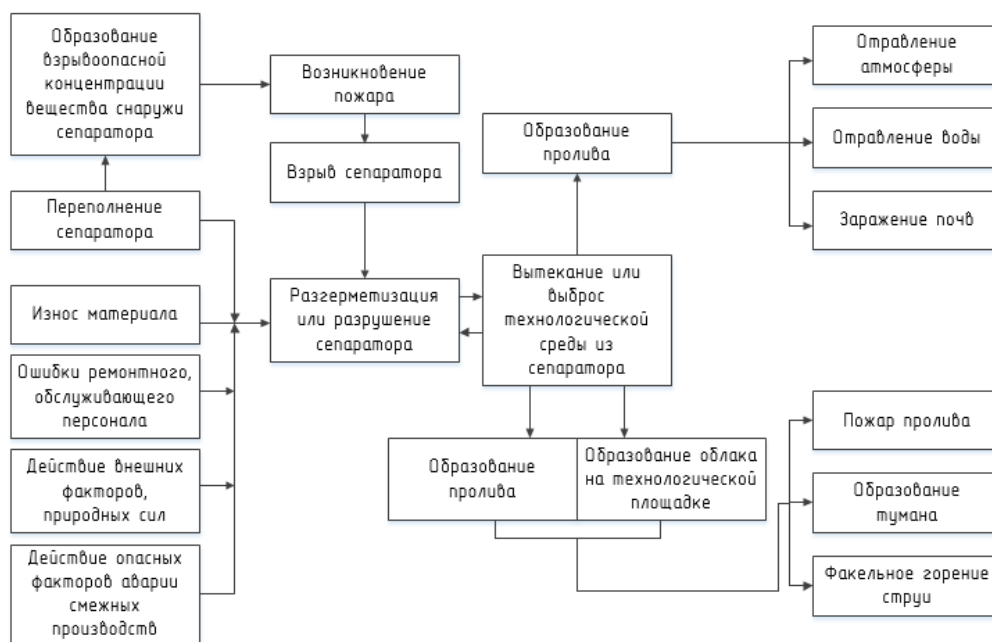 Образование
взрывоопасной
концентрации
вещества снаружи
сепаратора
Переполнение
сепаратора
Износ материала
Ошибки ремонтного,
обслуживающего
персонала
Действие внешних
факторов,
природных сил
Действие опасных
факторов аварии
смежных
производств
Возникновение
пожара
Взрыв сепаратора
Разгерметизация
или разрушение
сепаратора
Образование
пролива
Вытекание или
выброс
технологической
среды из
сепаратора
Образование
пролива
Образование облака
на технологической
площадке
Отравление
атмосферы
Отравление воды
Заражение почв
Пожар пролива
Образование
тумана
Факельное горение
струи